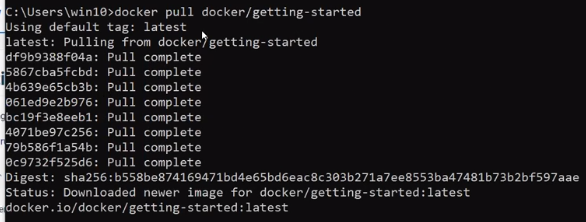 C:\Users\win10>docker pull docker/getting-started
Using default tag: latest
latest: Pulling from docker/getting-started
df9b9388f04a: Pull complete
5867cba5fcbd: Pull complete
4b639e65cb3b: Pull complete
061ed9e2b976: Pull complete
bc19f3e8eeb1: Pull complete
4071be97c256: Pull complete
79b586f1a54b: Pull complete
0c9732f525d6: Pull complete
Digest: sha256:b558be874169471bd4e65bd6eac8c303b271a7ee8553ba47481b73b2bf597aae
Status: Downloaded newer image for docker/getting-started:latest
docker.io/docker/getting-started:latest